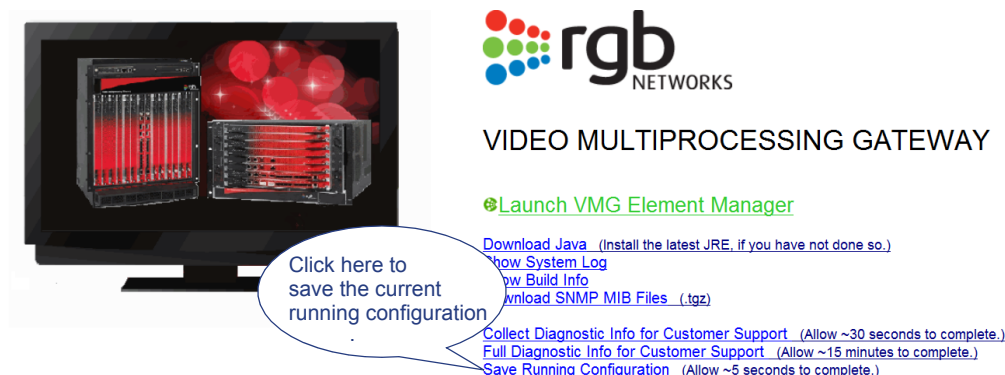 rgb
NETWORKS
VIDEO MULTIPROCESSING GATEWAY
Launch VMG Element Manager
Download Java (Install the latest JRE, if you have not done so.)
Show System Log
Build Info
SNMP MIB Files (.tgz)
Click here to
save the current
running configuration
.
Collect Diagnostic Info for Customer Support (Allow ~30 seconds to complete.)
Full Diagnostic Info for Customer Support (Allow ~15 minutes to complete.)
Save Running Configuration (Allow ~5 seconds to complete.)